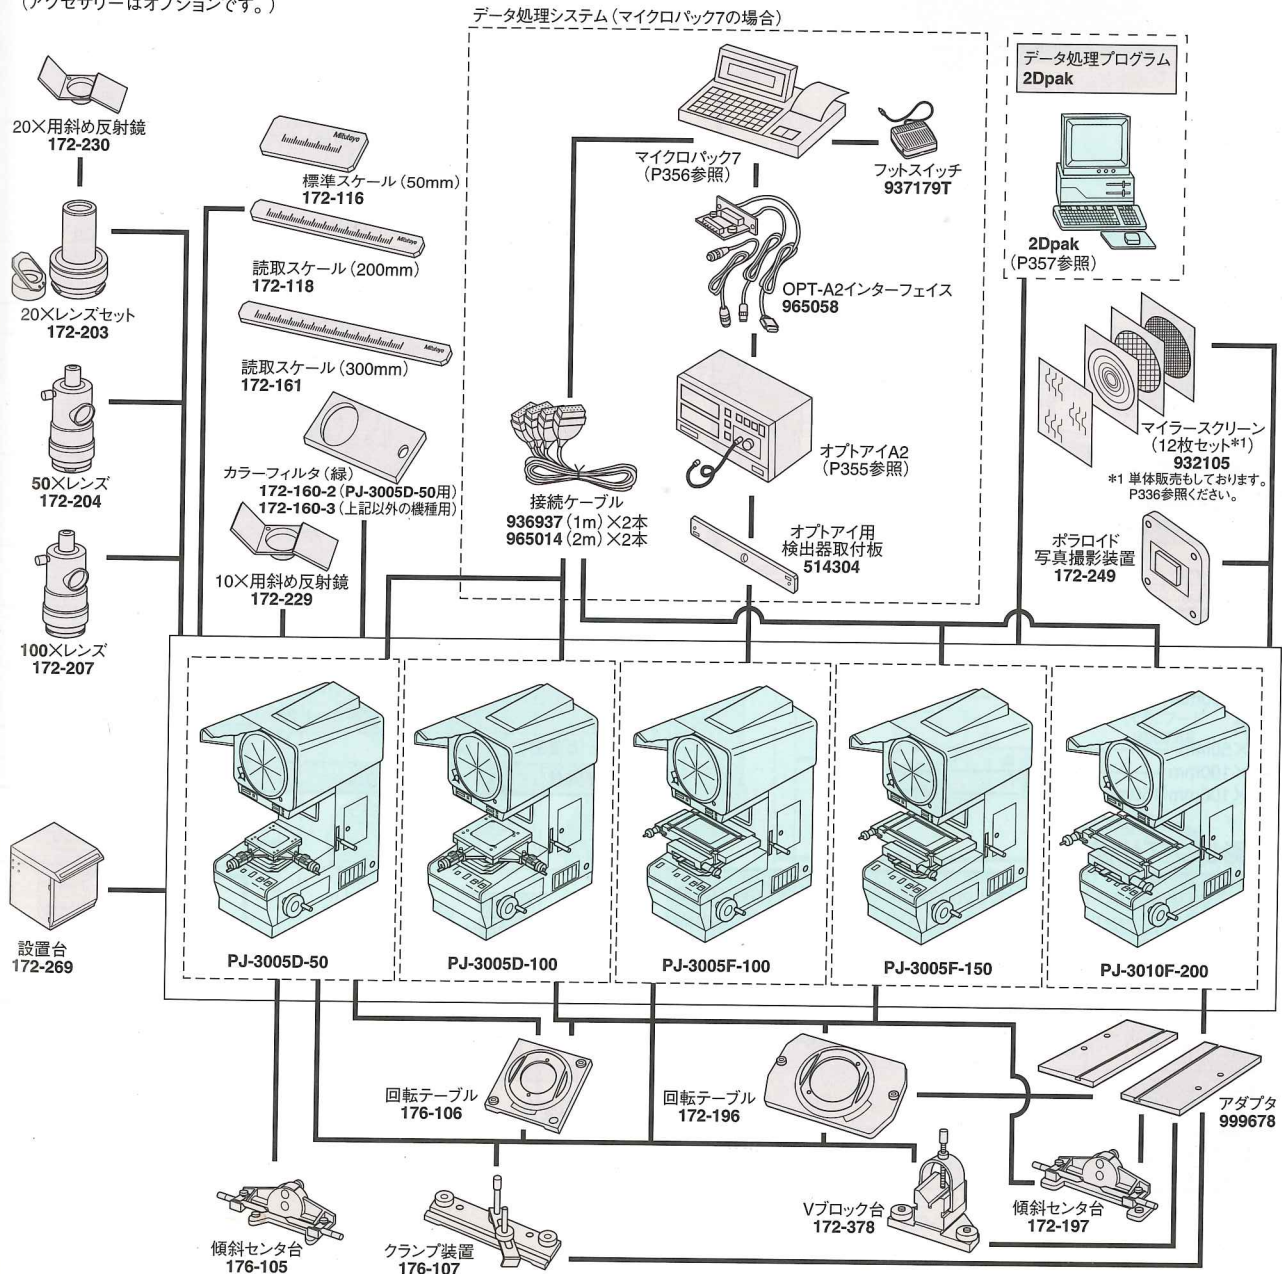 (アクセサリーはオプションです。)
データ処理システム(マイクロパック7の場合)
データ処理プログラム
2Dpak
20×用斜め反射鏡
172-230
Mitutoyo
標準スケール(50mm)
172-116
マイクロパック7
(P356参照)
フットスイッチ
937179T
2Dpak
(P357参照)
Mitutoyo
読取スケール(200mm)
172-118
OPT-A2インターフェイス
965058
20×レンズセット
172-203
Mitutoyo
読取スケール(300mm)
172-161
マイラースクリーン
(12枚セット*1)
932105
*1 単体販売もしております。
P336参照ください。
オプトアイA2
(P355参照)
カラーフィルタ(緑)
172-160-2(PJ-3005D-50用)
172-160-3(上記以外の機種用)
50×レンズ
172-204
接続ケーブル
936937(1m)×2本
965014(2m)×2本
オプトアイ用
検出器取付板
514304
ポラロイド
写真撮影装置
172-249
10×用斜め反射鏡
172-229
100×レンズ
172-207
設置台
172-269
PJ-3005D-50
PJ-3005D-100
PJ-3005F-100
PJ-3005F-150
PJ-3010F-200
回転テーブル
176-106
回転テーブル
172-196
アダプタ
999678
傾斜センタ台
176-105
クランプ装置
176-107
Vブロック台
172-378
傾斜センタ台
172-197